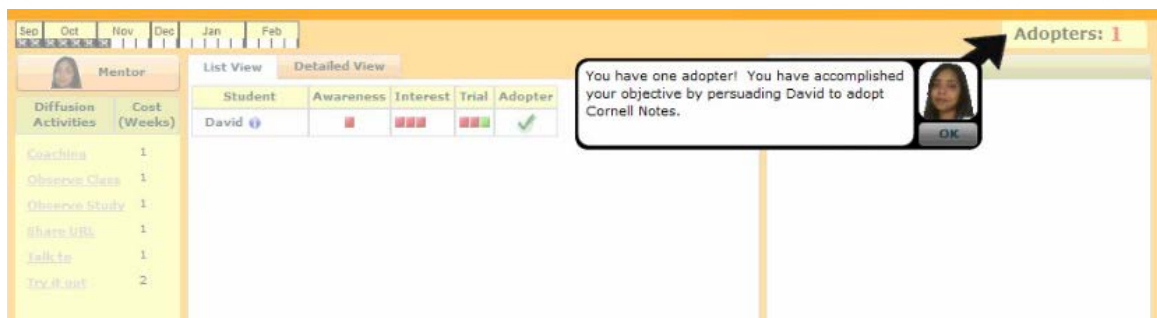 Sep Oct Nov Dec Jan Feb
Adopters: 1
Mentor
List View Detailed View
You have one adopter! You have accomplished
your objective by persuading David to adopt
Cornell Notes.
OK
Diffusion Activities Cost (Weeks)
Student Awareness Interest Trial Adopter
David
Coaching 1
Observe Class 1
Observe Study 1
Share URL 1
Talk to 1
Try it out 2